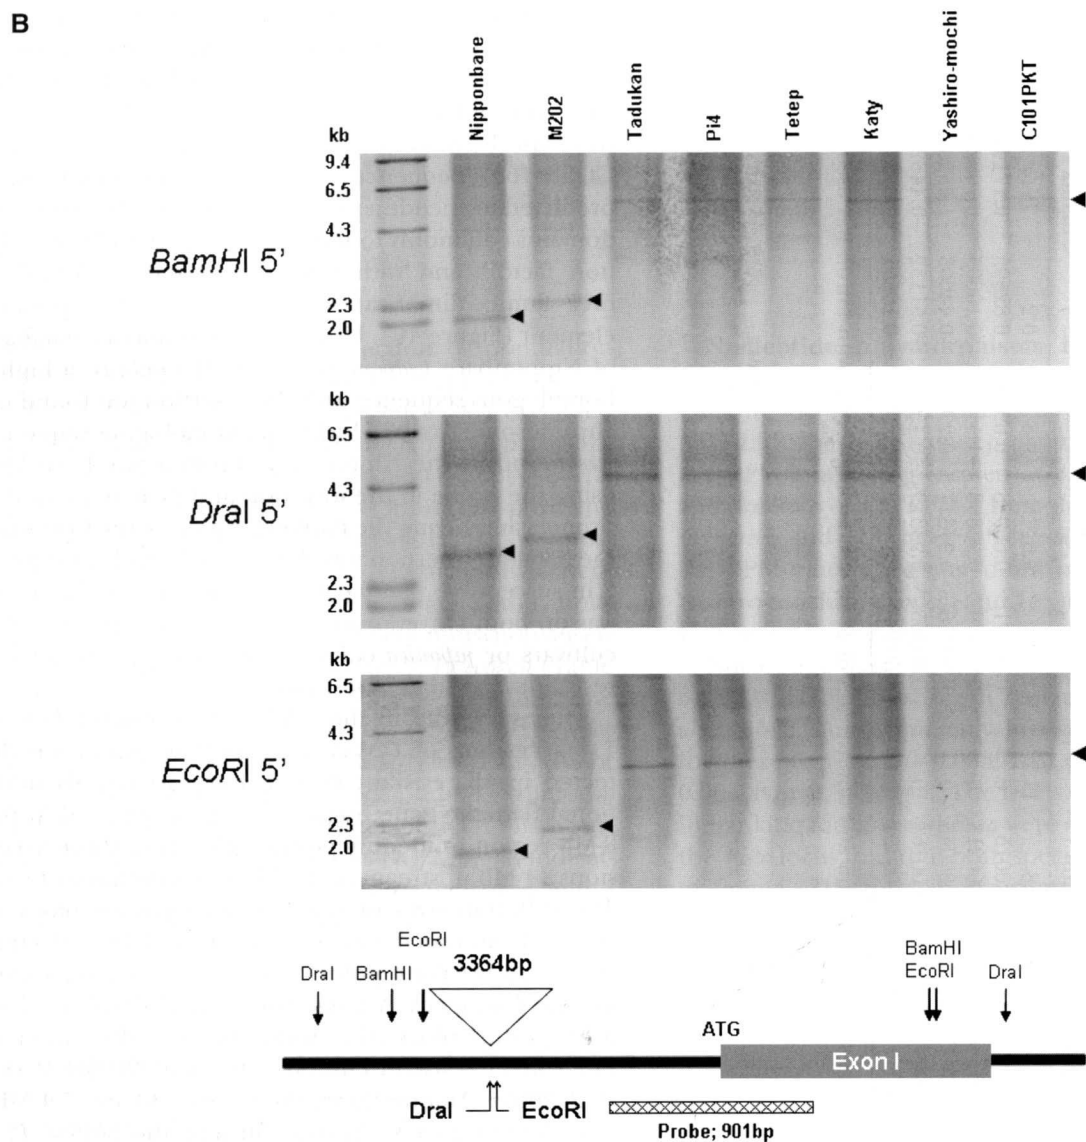 B
Nipponbare
M202
Tadukan
Pi4
Tetep
Katy
Yashiro-mochi
C101PKT
kb
9.4
6.5
4.3
2.3
2.0
BamHI 5'
6.5
4.3
2.3
2.0
DraI 5'
kb
6.5
4.3
2.3
2.0
EcoRI 5'
DraI
BamHI
EcoRI
3364bp
BamHI
EcoRI
DraI
ATG
Exon I
DraI
EcoRI
Probe; 901bp